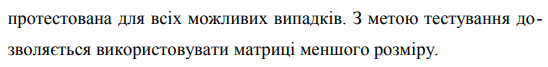 протестована для всіх можливих випадків. З метою тестування до-
зволяється використовувати матриці меншого розміру.